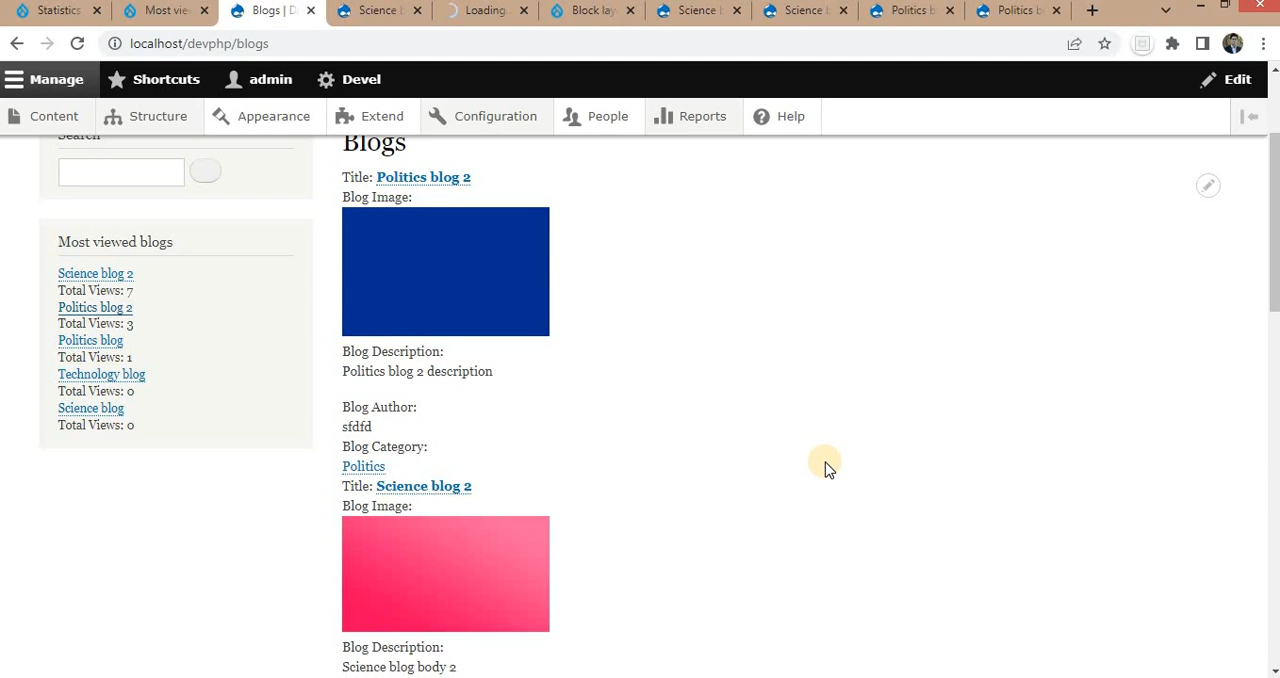 Statistics
Most vie
Blogs | D
Science b
Loading...
Block lay
Science b
Science b
Politics b
Politics b
localhost/devphp/blogs
Manage Shortcuts admin Devel Edit
Content Structure Appearance Extend Configuration People Reports Help
Search
Most viewed blogs
Science blog 2
Total Views: 7
Politics blog 2
Total Views: 3
Politics blog
Total Views: 1
Technology blog
Total Views: 0
Science blog
Total Views: 0
Blogs
Title: Politics blog 2
Blog Image:
Blog Description:
Politics blog 2 description
Blog Author:
sfdfd
Blog Category:
Politics
Title: Science blog 2
Blog Image:
Blog Description:
Science blog body 2